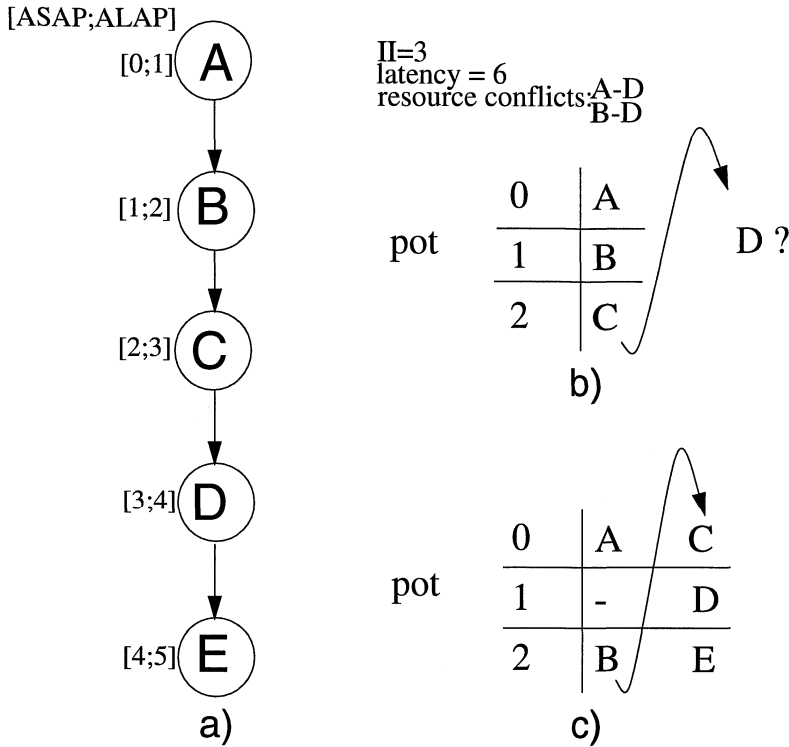 [ASAP;ALAP]
[0;1] A
[1;2] B
[2;3] C
[3;4] D
[4;5] E
a)
II=3
latency = 6
resource conflicts: A-D
B-D
pot
0 A
1 B
2 C
D ?
b)
pot
0 A C
1 - D
2 B E
c)